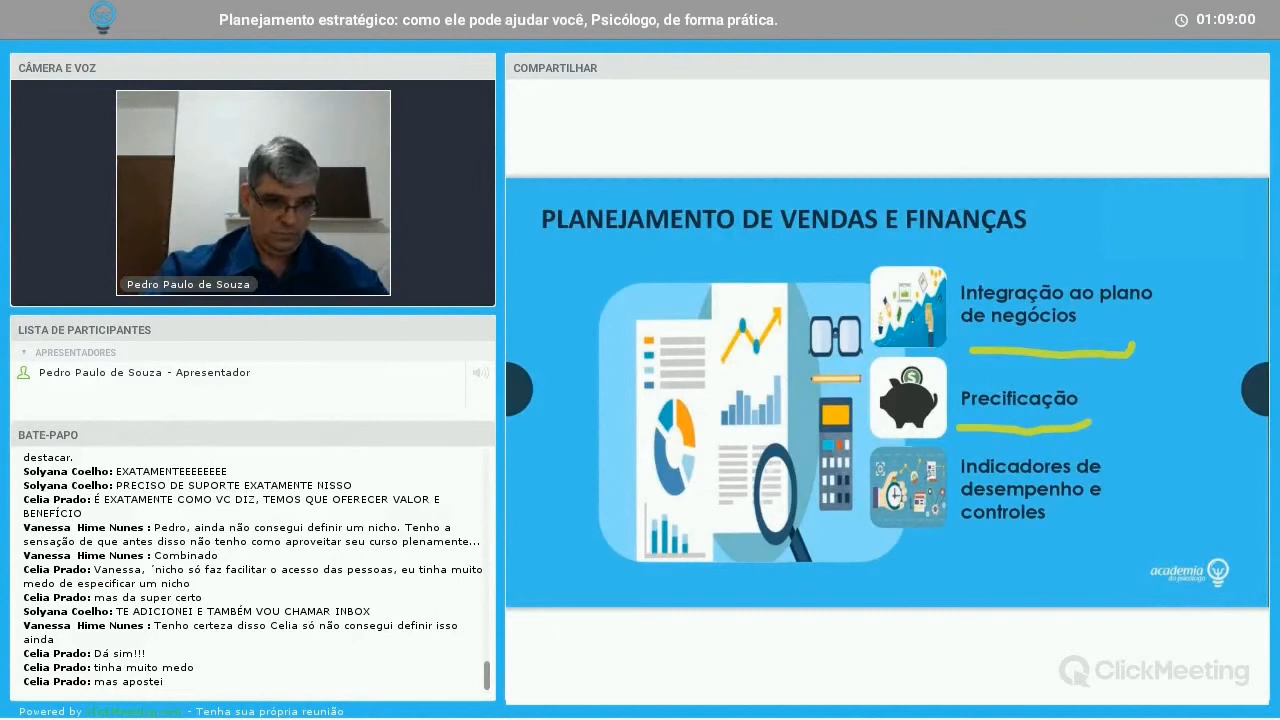 Planejamento estratégico: como ele pode ajudar você, Psicólogo, de forma prática.
01:09:00
CÂMERA E VOZ
Pedro Paulo de Souza
LISTA DE PARTICIPANTES
APRESENTADORES
Pedro Paulo de Souza - Apresentador
BATE-PAPO
destacar.
Solyana Coelho: EXATAMENTEEEEEEEE
Solyana Coelho: PRECISO DE SUPORTE EXATAMENTE NISSO
Celia Prado: É EXATAMENTE COMO VC DIZ, TEMOS QUE OFERECER VALOR E
BENEFÍCIO
Vanessa Hime Nunes : Pedro, ainda não consegui definir um nicho. Tenho a
sensação de que antes disso não tenho como aproveitar seu curso plenamente...
Vanessa Hime Nunes : Combinado
Celia Prado: Vanessa, ´nicho só faz facilitar o acesso das pessoas, eu tinha muito
medo de especificar um nicho
Celia Prado: mas da super certo
Solyana Coelho: TE ADICIONEI E TAMBÉM VOU CHAMAR INBOX
Vanessa Hime Nunes : Tenho certeza disso Celia só não consegui definir isso
ainda
Celia Prado: Dá sim!!!
Celia Prado: tinha muito medo
Celia Prado: mas apostei
Powered by ClickMeeting.com - Tenha sua própria reunião
COMPARTILHAR
PLANEJAMENTO DE VENDAS E FINANÇAS
Integração ao plano
de negócios
Precificação
Indicadores de
desempenho e
controles
academia
do psicólogo
ClickMeeting